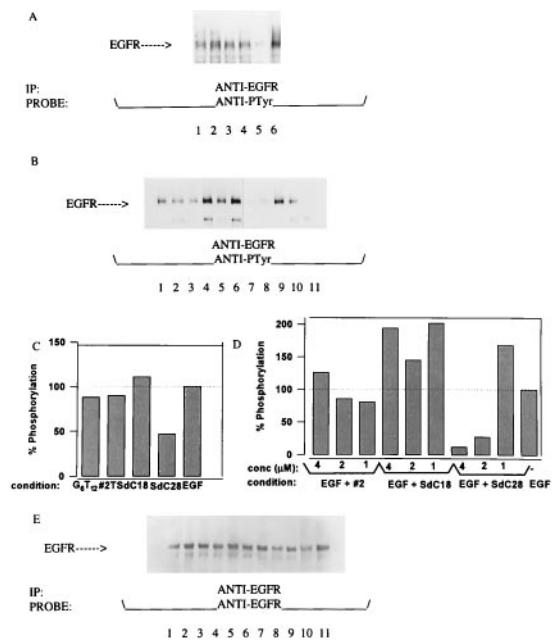 A
EGFR------>
IP: ANTI-EGFR
PROBE: ANTI-PTyr
1 2 3 4 5 6
B
EGFR------>
ANTI-EGFR
ANTI-PTyr
1 2 3 4 5 6 7 8 9 10 11
C
% Phosphorylation
150
100
50
0
condition: G6T12 #2T SdC18 SdC28 EGF
D
% Phosphorylation
200
150
100
50
0
conc (μM): 4 2 1 4 2 1 4 2 1 -
condition: EGF + #2 EGF + SdC18 EGF + SdC28 EGF
E
EGFR------>
IP: ANTI-EGFR
PROBE: ANTI-EGFR
1 2 3 4 5 6 7 8 9 10 11